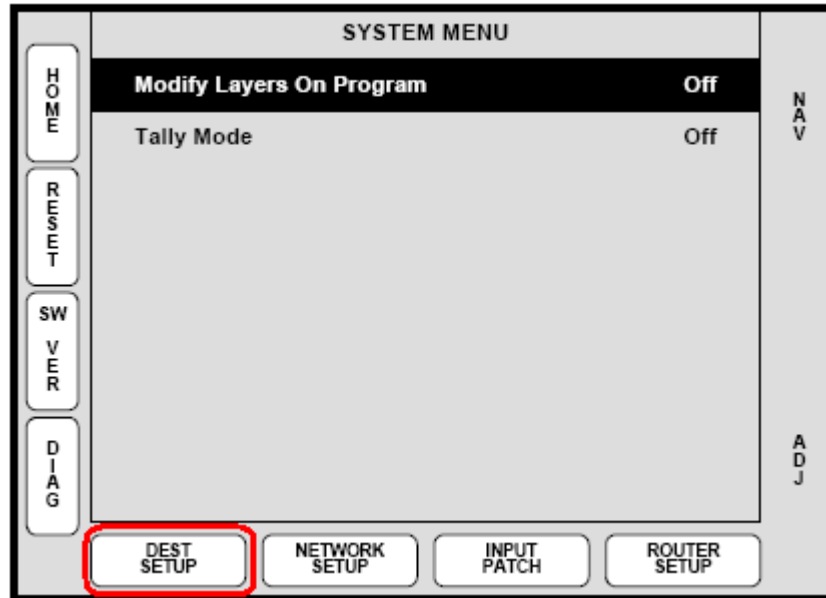 SYSTEM MENU
HOME
Modify Layers On Program Off
NAV
Tally Mode Off
RESET
SW VER
DIAG
ADJ
DEST SETUP
NETWORK SETUP
INPUT PATCH
ROUTER SETUP